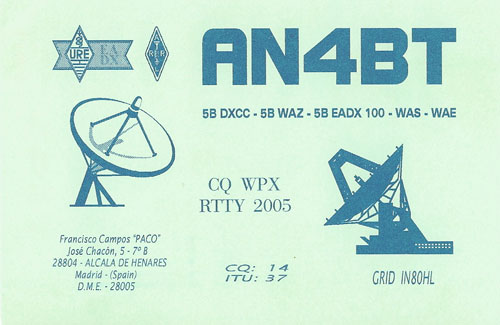 URE
EA
DX
AN4BT
5B DXCC - 5B WAZ - 5B EADX 100 - WAS - WAE
CQ WPX
RTTY 2005
Francisco Campos "PACO"
José Chacón, 5 - 7º B
28804 - ALCALA DE HENARES
Madrid - (Spain)
D.M.E. - 28005
CQ: 14
ITU: 37
GRID IN80HL